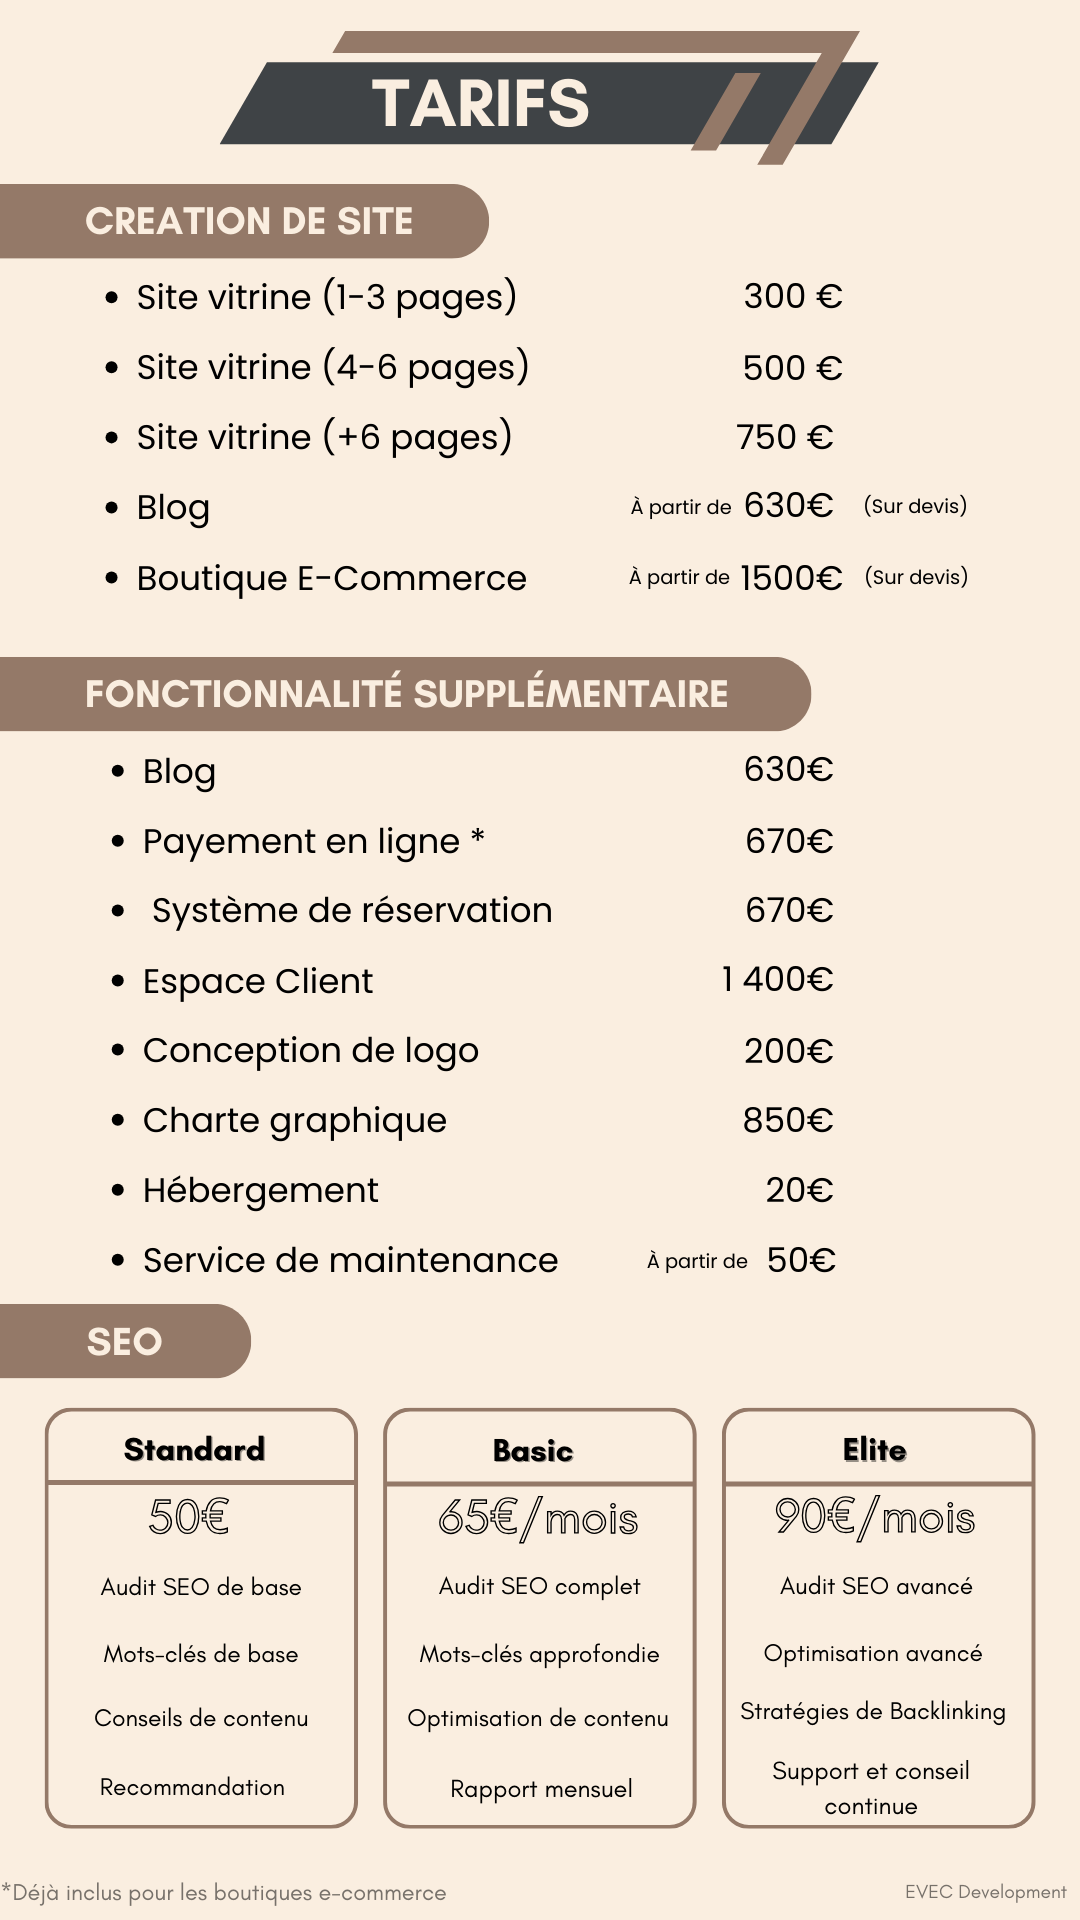 TARIFS
CREATION DE SITE
• Site vitrine (1-3 pages) 300 €
• Site vitrine (4-6 pages) 500 €
• Site vitrine (+6 pages) 750 €
• Blog À partir de 630€ (Sur devis)
• Boutique E-Commerce À partir de 1500€ (Sur devis)
FONCTIONNALITÉ SUPPLÉMENTAIRE
• Blog 630€
• Payement en ligne * 670€
• Système de réservation 670€
• Espace Client 1 400€
• Conception de logo 200€
• Charte graphique 850€
• Hébergement 20€
• Service de maintenance À partir de 50€
SEO
Standard
50€
Audit SEO de base
Mots-clés de base
Conseils de contenu
Recommandation
Basic
65€/mois
Audit SEO complet
Mots-clés approfondie
Optimisation de contenu
Rapport mensuel
Elite
90€/mois
Audit SEO avancé
Optimisation avancé
Stratégies de Backlinking
Support et conseil
continue
*Déjà inclus pour les boutiques e-commerce
EVEC Development